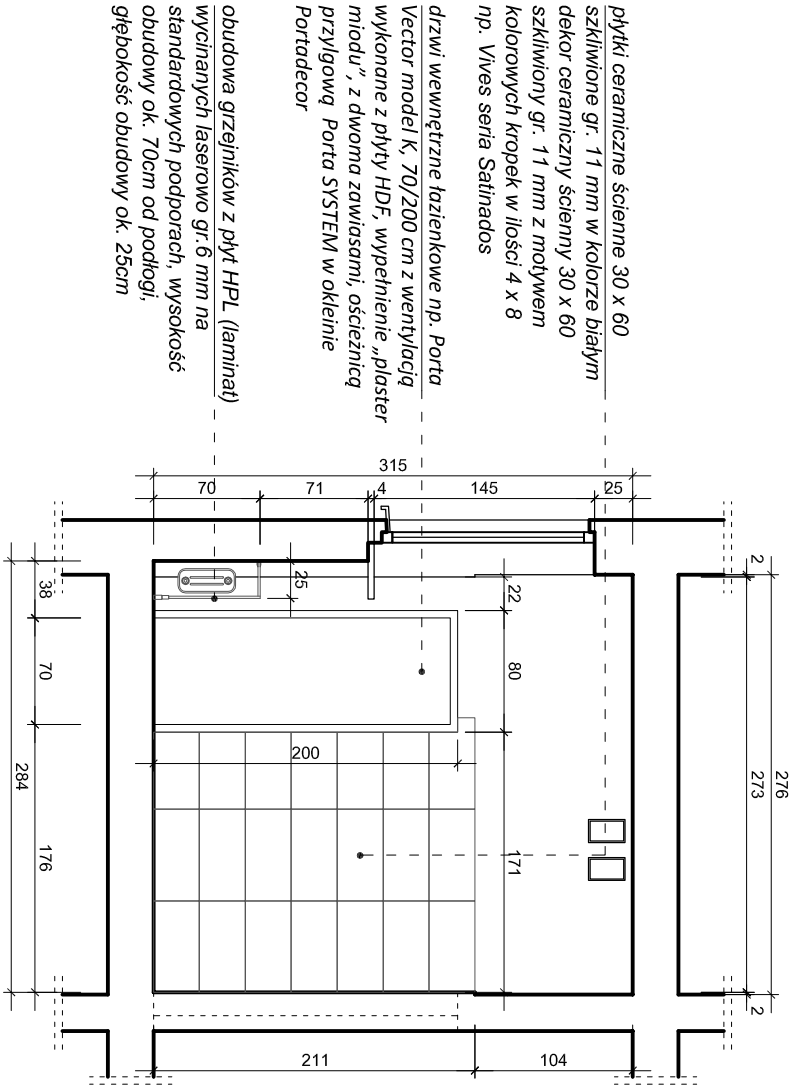 płytki ceramiczne ścienne 30 x 60
szkliwione gr. 11 mm w kolorze białym
dekor ceramiczny ścienny 30 x 60
szkliwiony gr. 11 mm z motywem
kolorowych kropek w ilości 4 x 8
np. Vives seria Satinados
drzwi wewnętrzne łazienkowe np. Porta
Vector model K, 70/200 cm z wentylacją
wykonane z płyty HDF, wypełnienie „plaster
miodu”, z dwoma zawiasami, ościeżnicą
przylgową Porta SYSTEM w okleinie
Portadecor
obudowa grzejników z płyt HPL (laminat)
wycinanych laserowo gr.6 mm na
standardowych podporach, wysokość
obudowy ok. 70cm od podłogi,
głębokość obudowy ok. 25cm
315
70
71
4
145
25
2
276
273
2
22
80
171
25
200
38
70
176
284
211
104